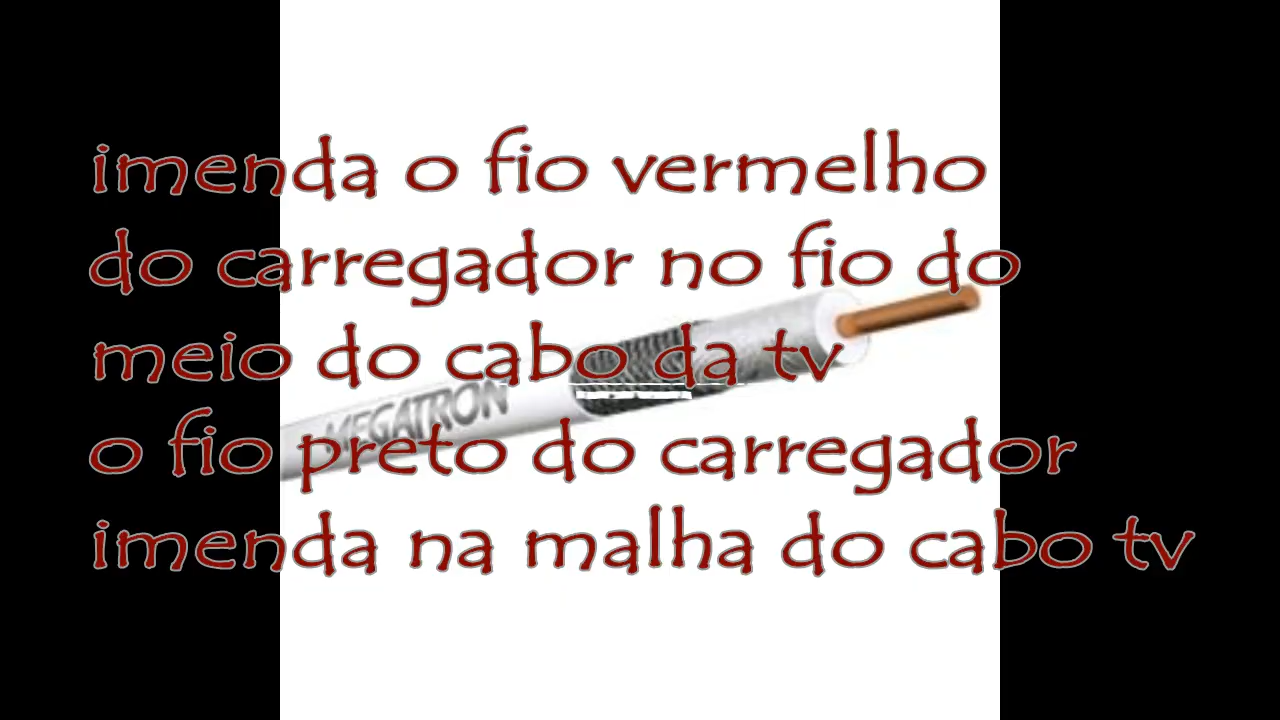 imenda o fio vermelho
do carregador no fio do
meio do cabo da tv
MEGATRON
o fio preto do carregador
imenda na malha do cabo tv